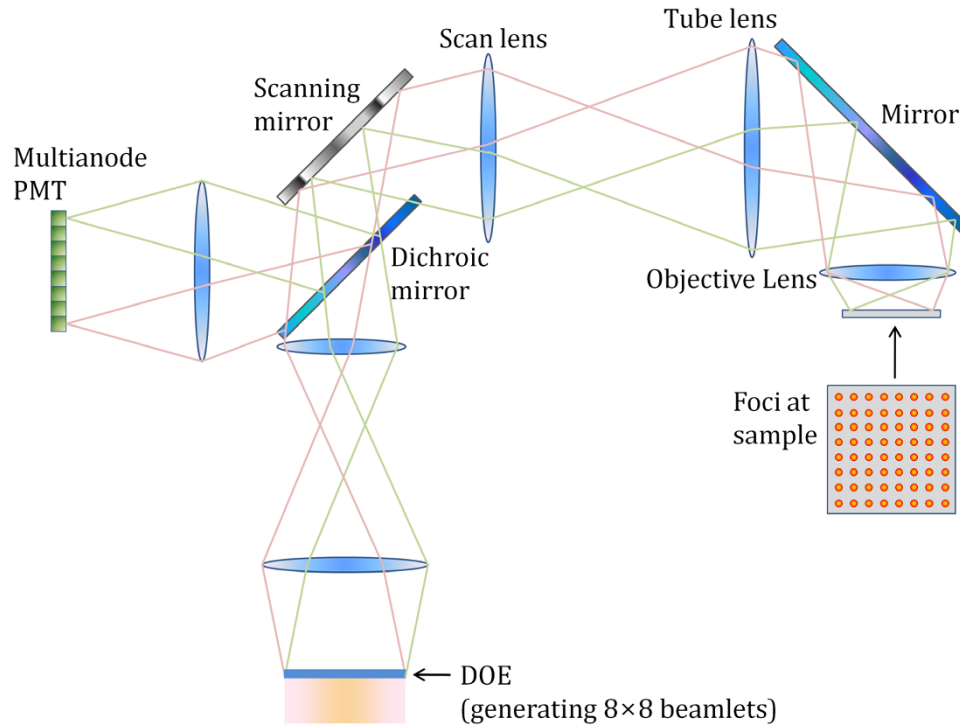 Scan lens
Tube lens
Scanning
mirror
Mirror
Multianode
PMT
Dichroic
mirror
Objective Lens
Foci at
sample
DOE
(generating 8×8 beamlets)